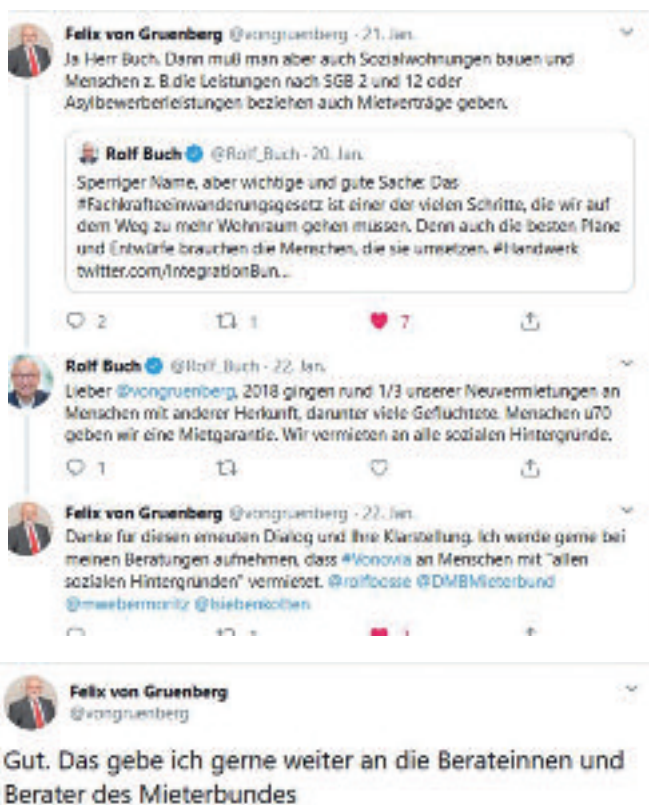 Felix von Gruenberg @vongruenberg · 21. Jan.
Ja Herr Buch. Dann muß man aber auch Sozialwohnungen bauen und
Menschen z. B.die Leistungen nach SGB 2 und 12 oder
Asylbewerberleistungen beziehen auch Mietverträge geben.
Rolf Buch @Rolf_Buch · 20. Jan.
Sperriger Name, aber wichtige und gute Sache: Das
#Fachkrafteeinwanderungsgesetz ist einer der vielen Schritte, die wir auf
dem Weg zu mehr Wohnraum gehen müssen. Denn auch die besten Pläne
und Entwürfe brauchen die Menschen, die sie umsetzen. #Handwerk
twitter.com/IntegrationBun...
2 1 7
Rolf Buch @Rolf_Buch · 22. Jan.
Lieber @vongruenberg, 2018 gingen rund 1/3 unserer Neuvermietungen an
Menschen mit anderer Herkunft, darunter viele Geflüchtete. Menschen ü70
geben wir eine Mietgarantie. Wir vermieten an alle sozialen Hintergründe.
1
Felix von Gruenberg @vongruenberg · 22. Jan.
Danke für diesen erneuten Dialog und Ihre Klarstellung. Ich werde gerne bei
meinen Beratungen aufnehmen, dass #Vonovia an Menschen mit "allen
sozialen Hintergründen" vermietet. @rolfbosse @DMBMieterbund
@mwebermoritz @hsiebenkotten
Felix von Gruenberg
@vongruenberg
Gut. Das gebe ich gerne weiter an die Berateinnen und
Berater des Mieterbundes